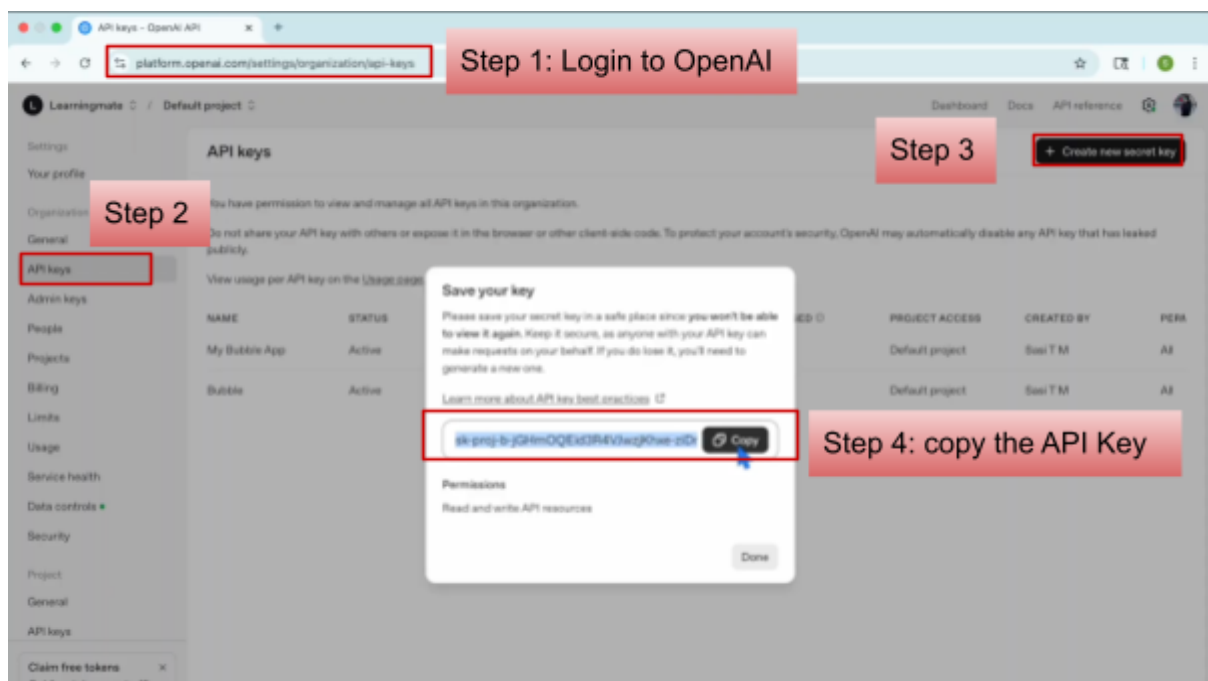 API keys - OpenAI API
platform.openai.com/settings/organization/api-keys
Step 1: Login to OpenAI
Learningmate / Default project
Dashboard Docs API reference
Settings
Your profile
Organization
General
API keys
Admin keys
People
Projects
Billing
Limits
Usage
Service health
Data controls
Security
Project
General
API keys
Claim free tokens
Step 2
API keys
Step 3
+ Create new secret key
You have permission to view and manage all API keys in this organization.
Do not share your API key with others or expose it in the browser or other client-side code. To protect your account's security, OpenAI may automatically disable any API key that has leaked
publicly.
View usage per API key on the Usage page
NAME STATUS PROJECT ACCESS CREATED BY
My Bubble App Active Default project Sasi T M All
Bubble Active Default project Sasi T M All
Save your key
Please save your secret key in a safe place since you won't be able
to view it again. Keep it secure, as anyone with your API key can
make requests on your behalf. If you do lose it, you'll need to
generate a new one.
Learn more about API key best practices
Copy
Step 4: copy the API Key
Permissions
Read and write API resources
Done